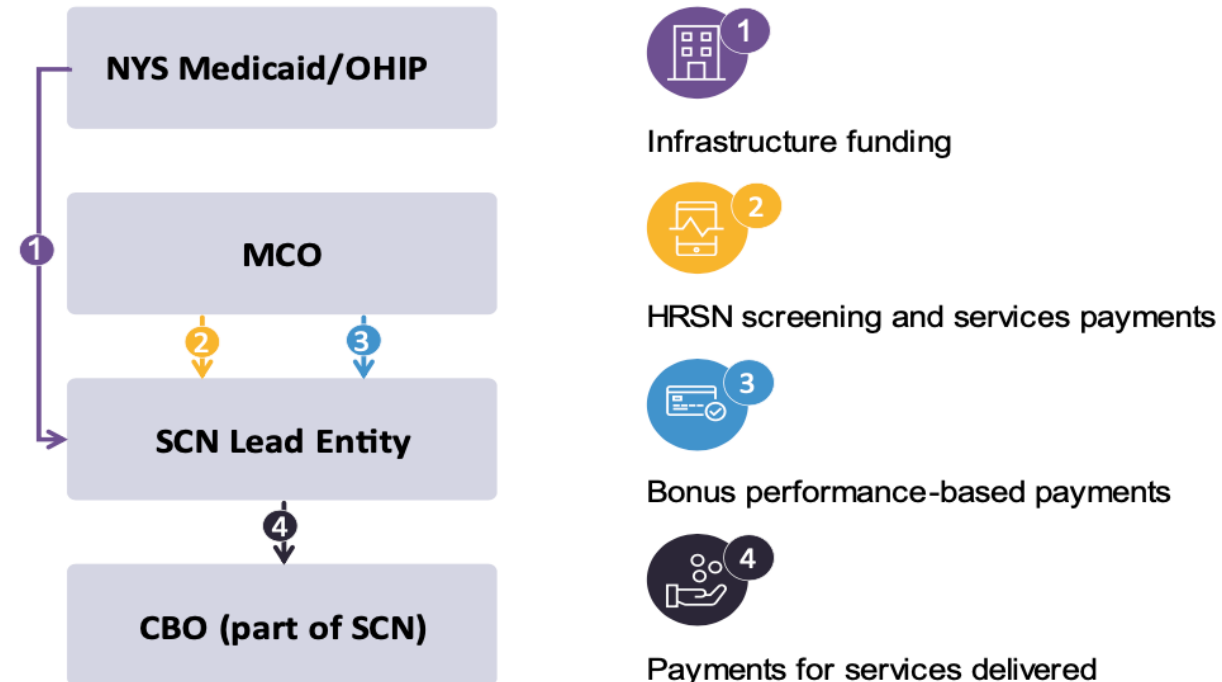 NYS Medicaid/OHIP
1
MCO
2
3
SCN Lead Entity
4
CBO (part of SCN)
1
1
Infrastructure funding
2
HRSN screening and services payments
3
Bonus performance-based payments
4
Payments for services delivered